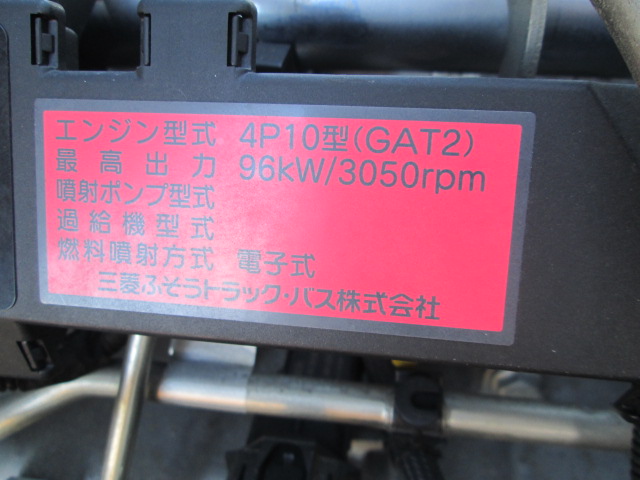 エンジン型式 4P10型(GAT2)
最高出力 96kW/3050rpm
噴射ポンプ型式
過給機型式
燃料噴射方式 電子式
三菱ふそうトラック・バス株式会社